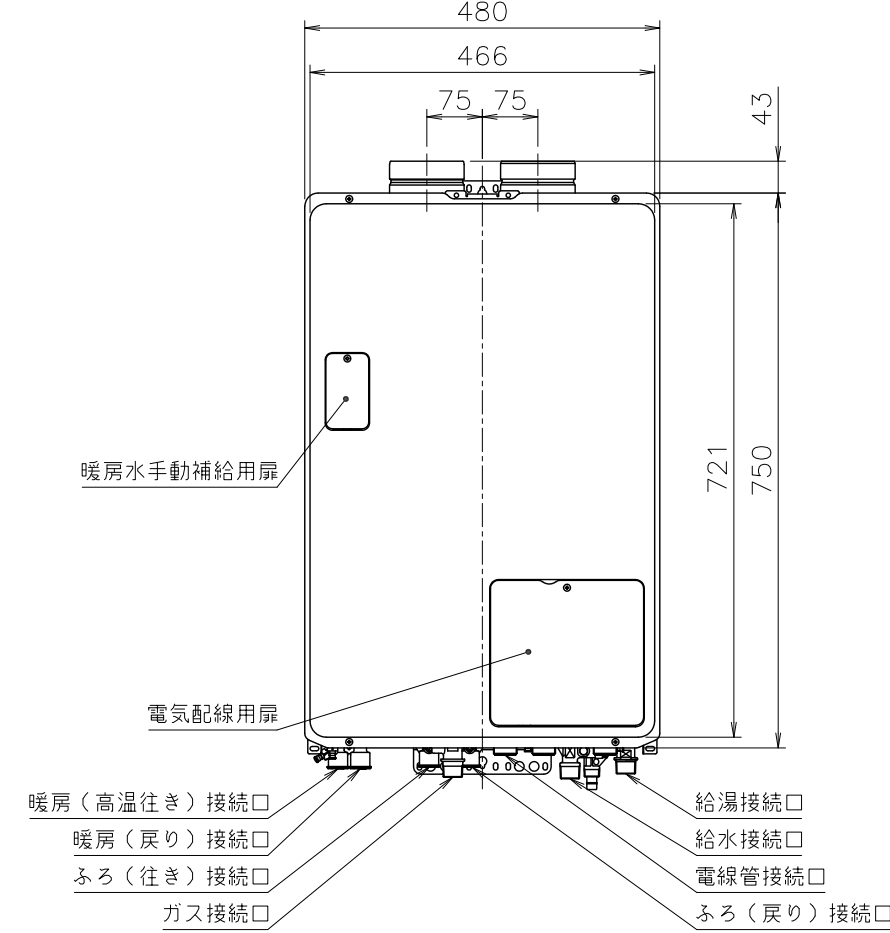 480
466
75 75
43
721
750
暖房水手動補給用扉
電気配線用扉
暖房（高温往き）接続口
暖房（戻り）接続口
ふろ（往き）接続口
ガス接続口
給湯接続口
給水接続口
電線管接続口
ふろ（戻り）接続口